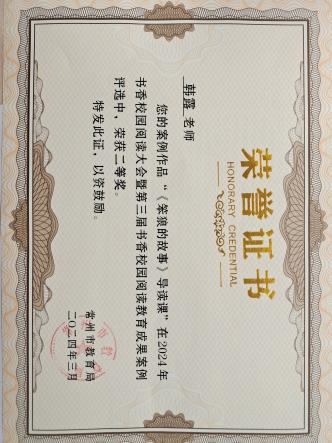 荣誉证书
HONORARY CREDENTIAL
韩露 老师
您的案例作品“《笨狼的故事》导读课”在2024年
书香校园阅读大会暨第三届书香校园阅读教育成果案例
评选中，荣获二等奖。
特发此证，以资鼓励。
常州市教育局
二〇二四年三月